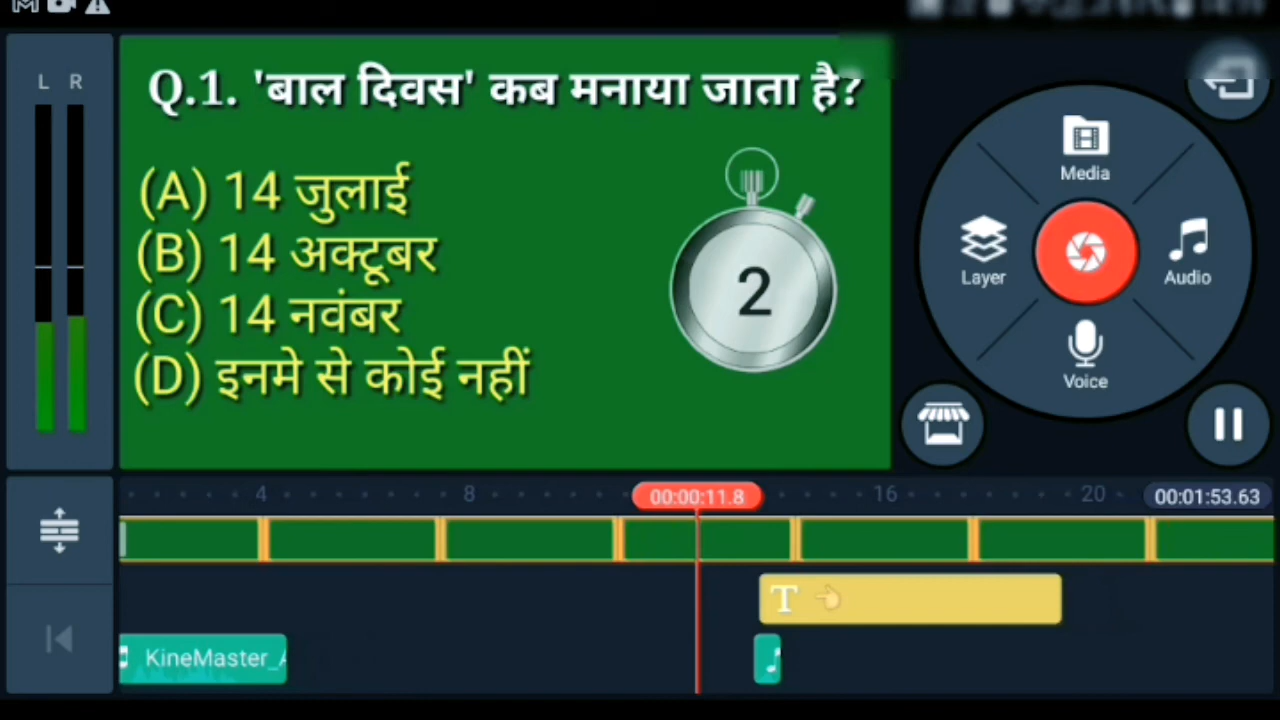 L R
Q.1. 'बाल दिवस' कब मनाया जाता है?
(A) 14 जुलाई
(B) 14 अक्टूबर
(C) 14 नवंबर
(D) इनमे से कोई नहीं
2
Media
Layer
Audio
Voice
4
8
00:00:11.8
16
20
00:01:53.63
T
KineMaster_